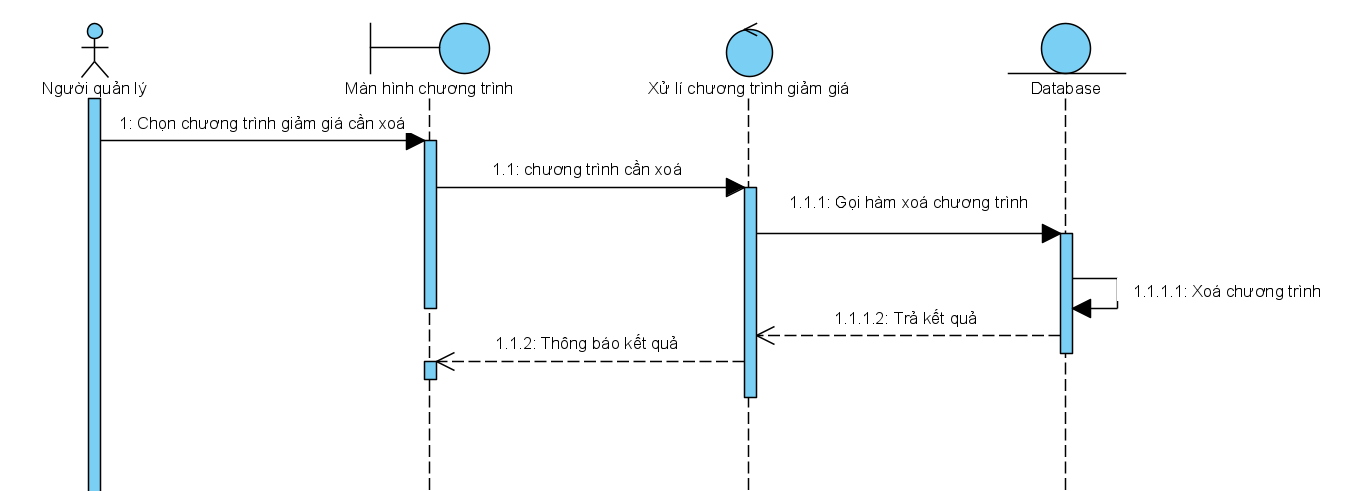 Người quản lý
Màn hình chương trình
Xử lí chương trình giảm giá
Database
1: Chọn chương trình giảm giá cần xoá
1.1: chương trình cần xoá
1.1.1: Gọi hàm xoá chương trình
1.1.1.1: Xoá chương trình
1.1.1.2: Trả kết quả
1.1.2: Thông báo kết quả